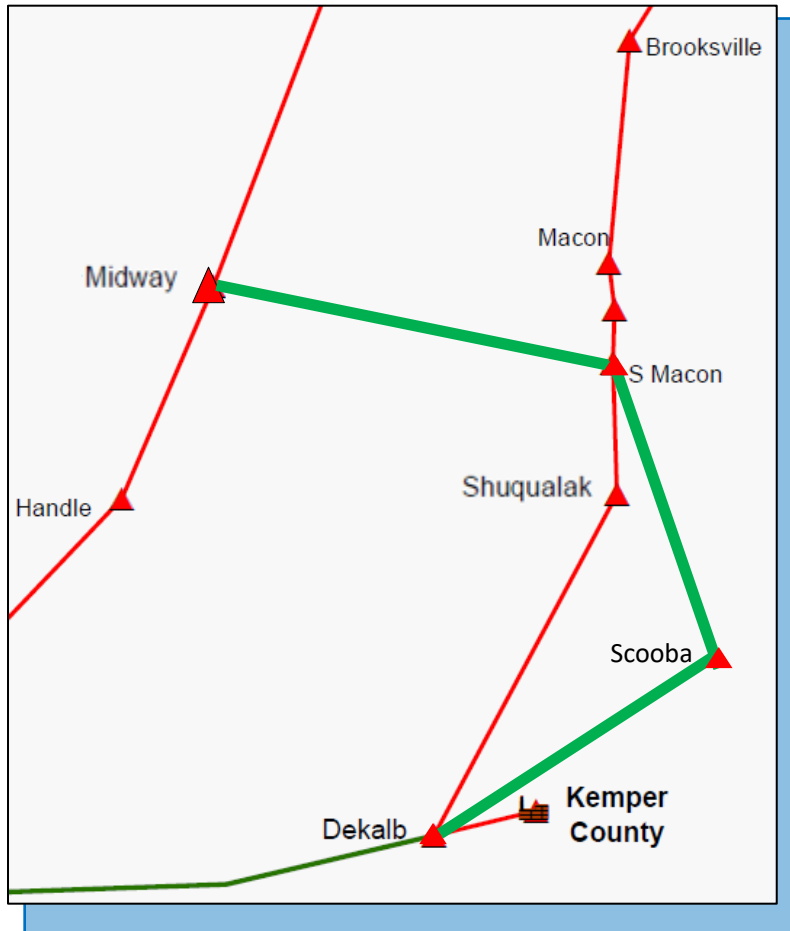 Brooksville
Macon
Midway
S Macon
Shuqualak
Handle
Scooba
Kemper
County
Dekalb